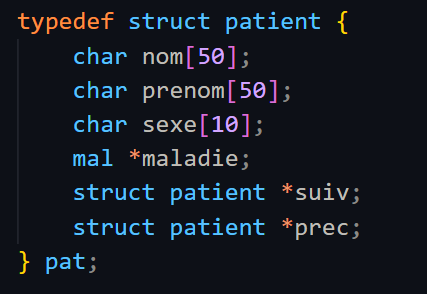 typedef struct patient {
    char nom[50];
    char prenom[50];
    char sexe[10];
    mal *maladie;
    struct patient *suiv;
    struct patient *prec;
} pat;